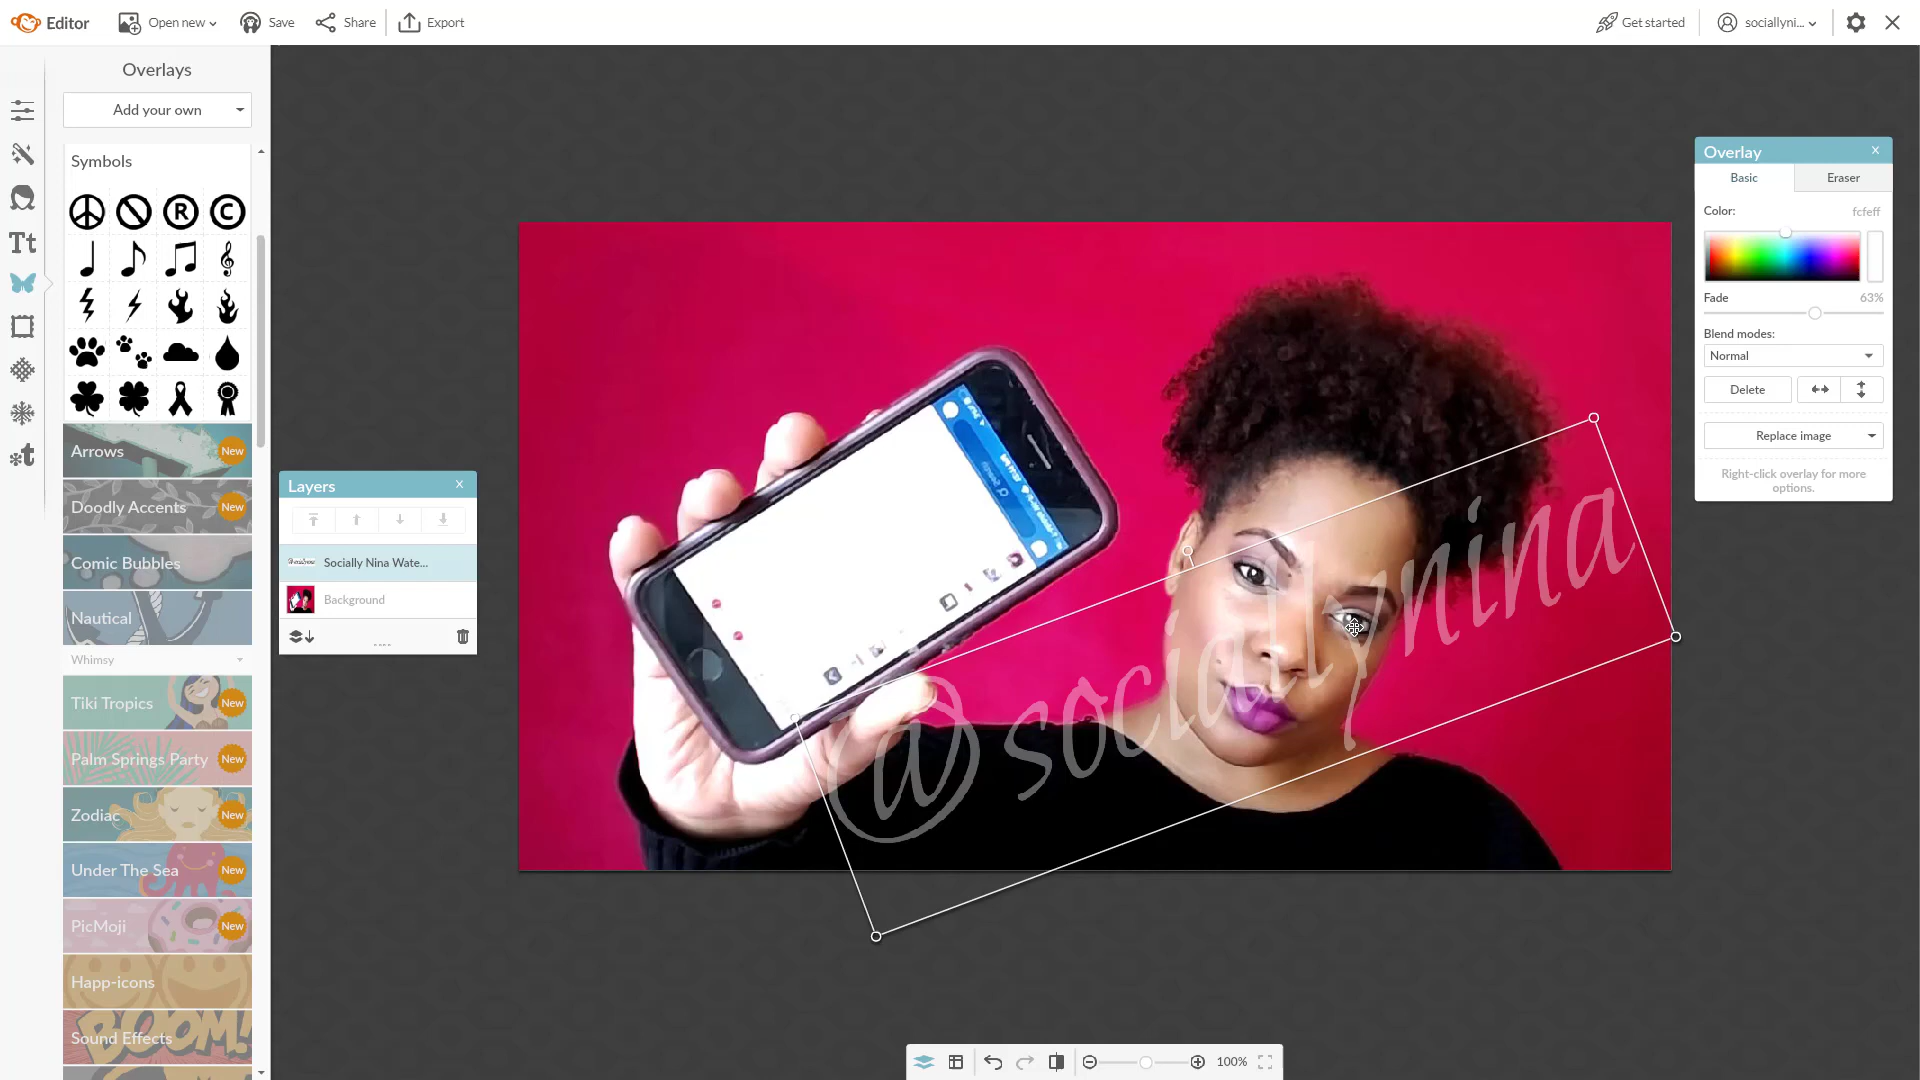 Editor
Open new
Save
Share
Export
Get started
sociallyni...
Overlays
Add your own
Symbols
R
C
Arrows
New
Doodly Accents
New
Comic Bubbles
Nautical
Whimsy
Tiki Tropics
New
Palm Springs Party
New
Zodiac
New
Under The Sea
New
PicMoji
New
Happ-icons
Sound Effects
BOOM!
Tt
t
Layers
X
Socially Nina Wate...
Background
@sociallynina
Overlay
X
Basic
Eraser
Color:
fcfeff
Fade
63%
Blend modes:
Normal
Delete
Replace image
Right-click overlay for more
options.
100%